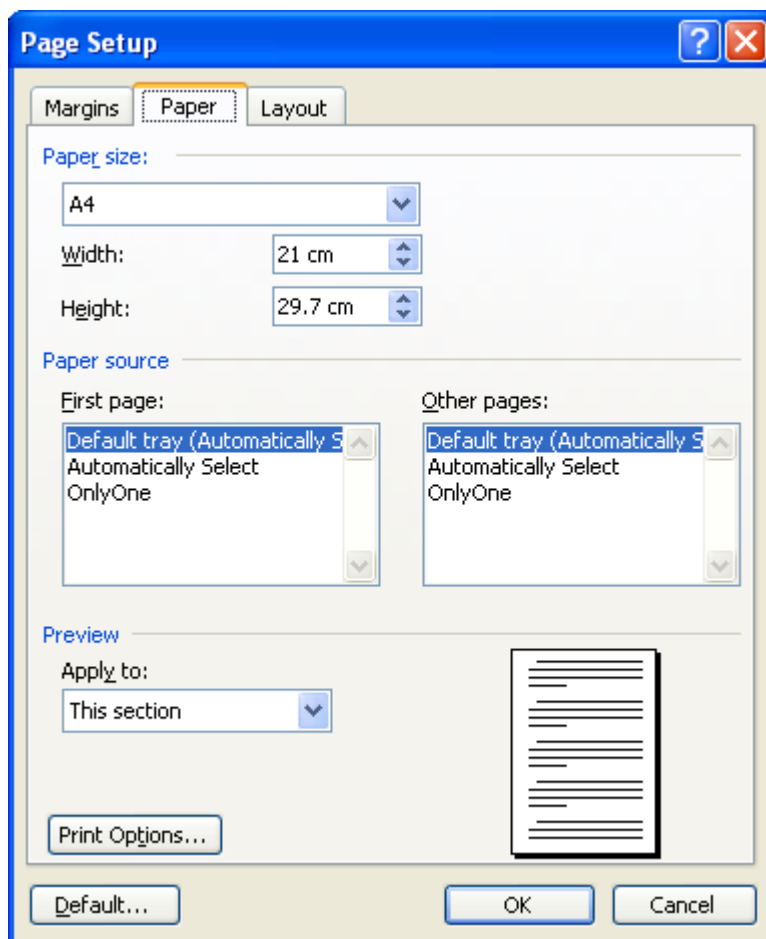 Page Setup
Margins Paper Layout
Paper size:
A4
Width: 21 cm
Height: 29.7 cm
Paper source
First page: Other pages:
Default tray (Automatically S Default tray (Automatically S
Automatically Select Automatically Select
OnlyOne OnlyOne
Preview
Apply to:
This section
Print Options...
Default... OK Cancel